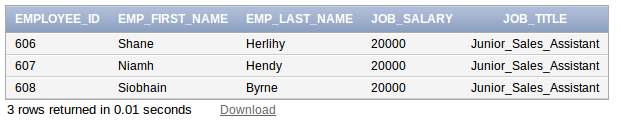 EMPLOYEE_ID EMP_FIRST_NAME EMP_LAST_NAME JOB_SALARY JOB_TITLE
606 Shane Herlihy 20000 Junior_Sales_Assistant
607 Niamh Hendy 20000 Junior_Sales_Assistant
608 Siobhain Byrne 20000 Junior_Sales_Assistant
3 rows returned in 0.01 seconds Download